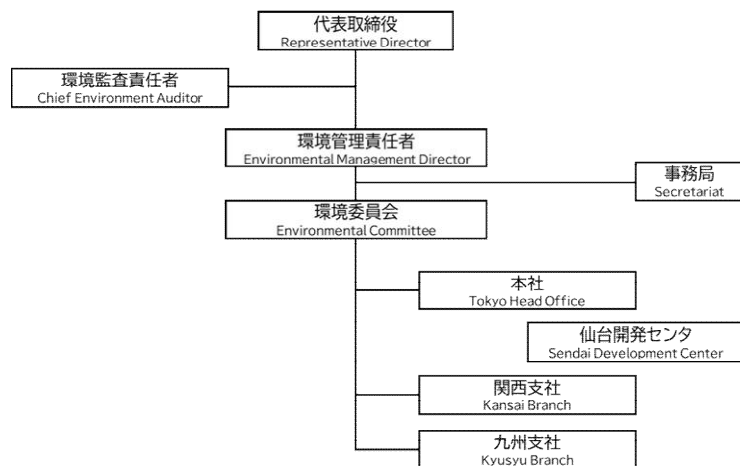 代表取締役
Representative Director
環境監査責任者
Chief Environment Auditor
環境管理責任者
Environmental Management Director
事務局
Secretariat
環境委員会
Environmental Committee
本社
Tokyo Head Office
仙台開発センタ
Sendai Development Center
関西支社
Kansai Branch
九州支社
Kyusyu Branch